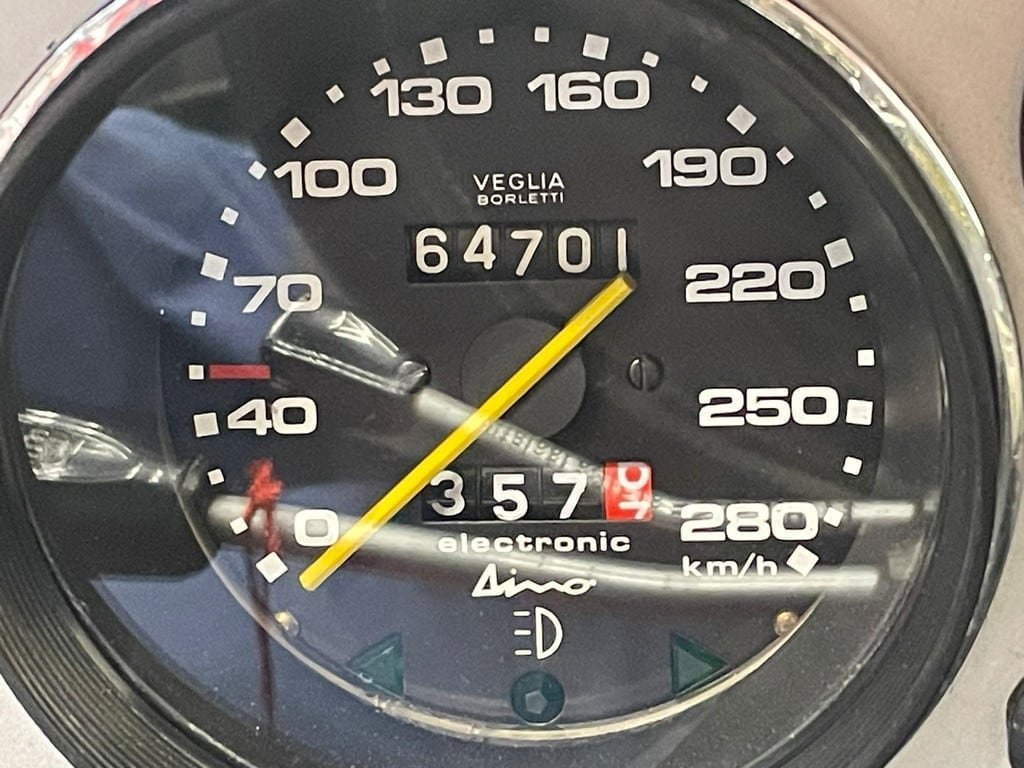 130 160
100 190
VEGLIA
BORLETTI
64701
70 220
40 250
357
0 280
electronic
km/h
Dino